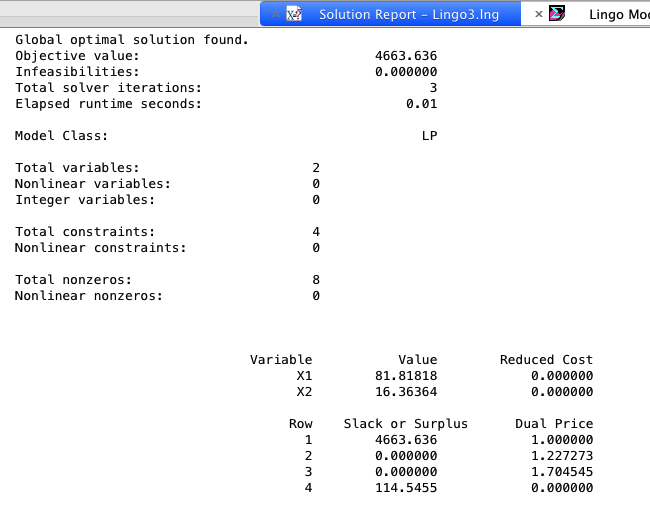 Solution Report - Lingo3.lng
Lingo Mo
Global optimal solution found.
Objective value: 4663.636
Infeasibilities: 0.000000
Total solver iterations: 3
Elapsed runtime seconds: 0.01
Model Class: LP
Total variables: 2
Nonlinear variables: 0
Integer variables: 0
Total constraints: 4
Nonlinear constraints: 0
Total nonzeros: 8
Nonlinear nonzeros: 0
Variable Value Reduced Cost
X1 81.81818 0.000000
X2 16.36364 0.000000
Row Slack or Surplus Dual Price
1 4663.636 1.000000
2 0.000000 1.227273
3 0.000000 1.704545
4 114.5455 0.000000